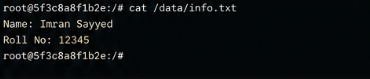 root@5f3c8a8f1b2e:/# cat /data/info.txt
Name: Imran Sayyed
Roll No: 12345
root@5f3c8a8f1b2e:/#